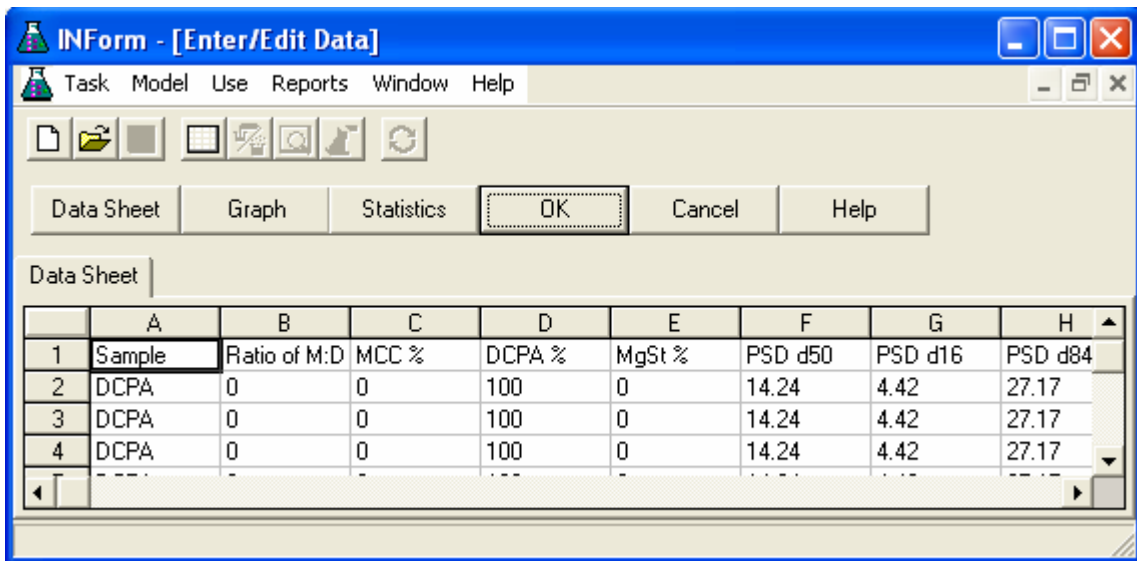 INForm - [Enter/Edit Data]
Task Model Use Reports Window Help
Data Sheet Graph Statistics OK Cancel Help
Data Sheet
A B C D E F G H
1 Sample Ratio of M:D MCC % DCPA % MgSt % PSD d50 PSD d16 PSD d84
2 DCPA 0 0 100 0 14.24 4.42 27.17
3 DCPA 0 0 100 0 14.24 4.42 27.17
4 DCPA 0 0 100 0 14.24 4.42 27.17